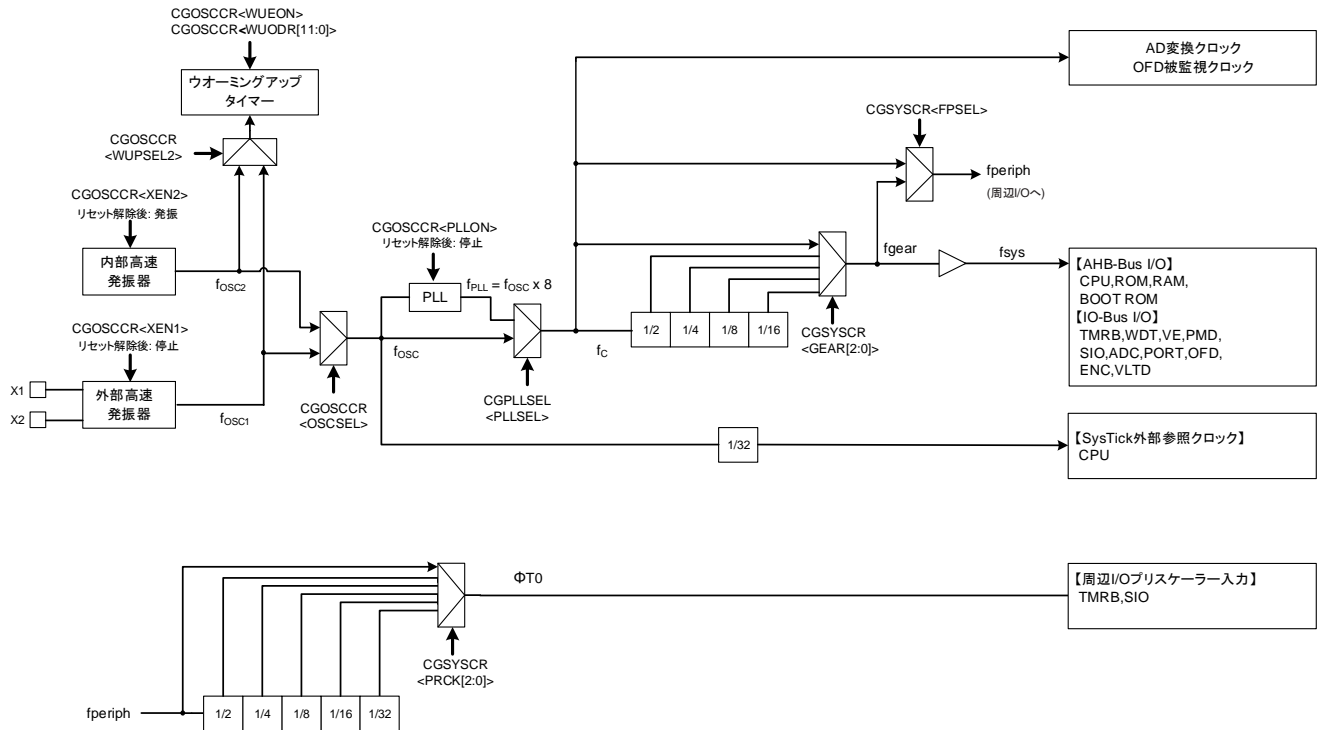 CGOSCCR<WUEON>
CGOSCCR<WUODR[11:0]>
ウオーミングアップ
タイマー
CGOSCCR
<WUPSEL2>
CGOSCCR<XEN2>
リセット解除後: 発振
内部高速
発振器
fOSC2
CGOSCCR<XEN1>
リセット解除後: 停止
X1
X2
外部高速
発振器
fOSC1
CGOSCCR
<OSCSEL>
CGOSCCR<PLLON>
リセット解除後: 停止
PLL
fPLL = fOSC x 8
fOSC
CGPLLSEL
<PLLSEL>
fC
1/2
1/4
1/8
1/16
CGSYSCR
<GEAR[2:0]>
CGSYSCR<FPSEL>
fperiph
(周辺I/Oへ)
fgear
fsys
AD変換クロック
OFD被監視クロック
【AHB-Bus I/O】
CPU,ROM,RAM,
BOOT ROM
【IO-Bus I/O】
TMRB,WDT,VE,PMD,
SIO,ADC,PORT,OFD,
ENC,VLTD
1/32
【SysTick外部参照クロック】
CPU
ΦT0
CGSYSCR
<PRCK[2:0]>
【周辺I/Oプリスケーラー入力】
TMRB,SIO
fperiph
1/2
1/4
1/8
1/16
1/32